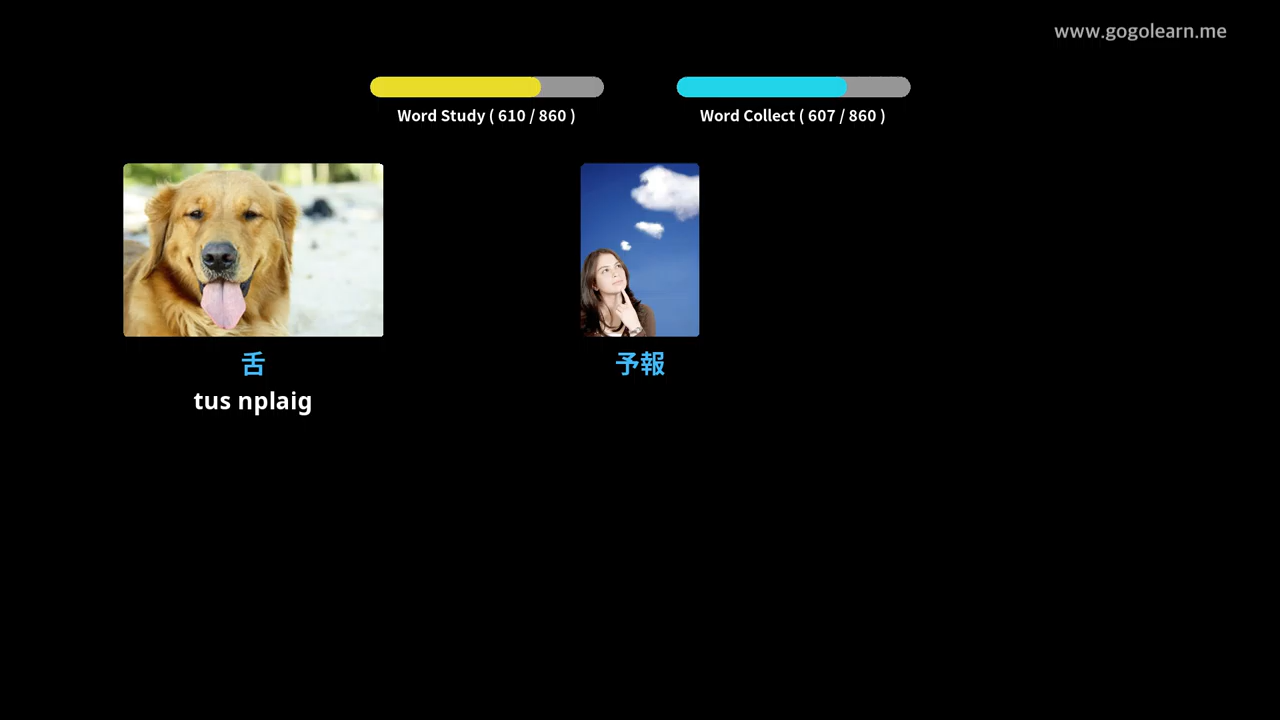 www.gogolearn.me
Word Study ( 610 / 860 )
Word Collect ( 607 / 860 )
舌
予報
tus nplaig